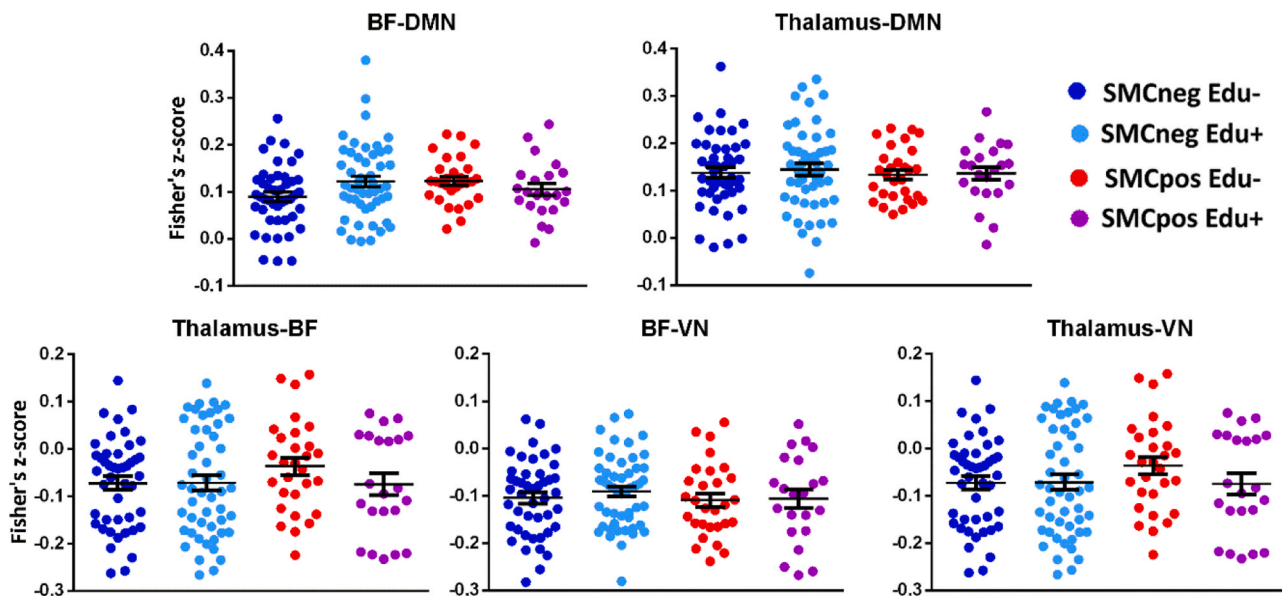 BF-DMN
Thalamus-DMN
Fisher's z-score
0.4
0.3
0.2
0.1
0.0
-0.1
0.4
0.3
0.2
0.1
0.0
-0.1
SMCneg Edu-
SMCneg Edu+
SMCpos Edu-
SMCpos Edu+
Thalamus-BF
BF-VN
Thalamus-VN
Fisher's z-score
0.2
0.1
0.0
-0.1
-0.2
-0.3
0.2
0.1
0.0
-0.1
-0.2
-0.3
0.2
0.1
0.0
-0.1
-0.2
-0.3